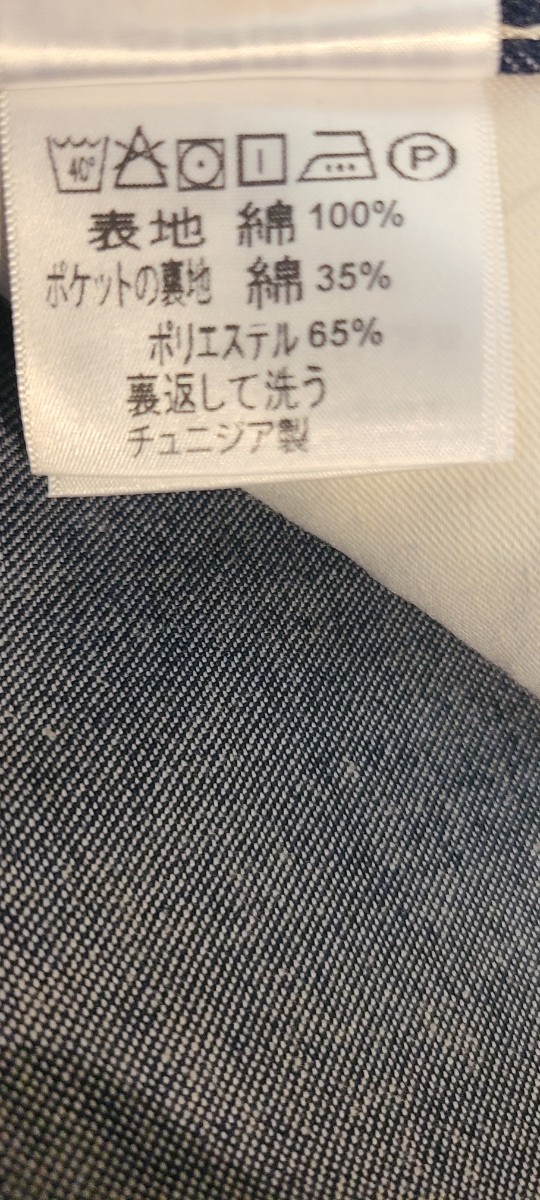 40° P
表地 綿 100%
ポケットの裏地 綿 35%
ポリエステル 65%
裏返して洗う
チュニジア製